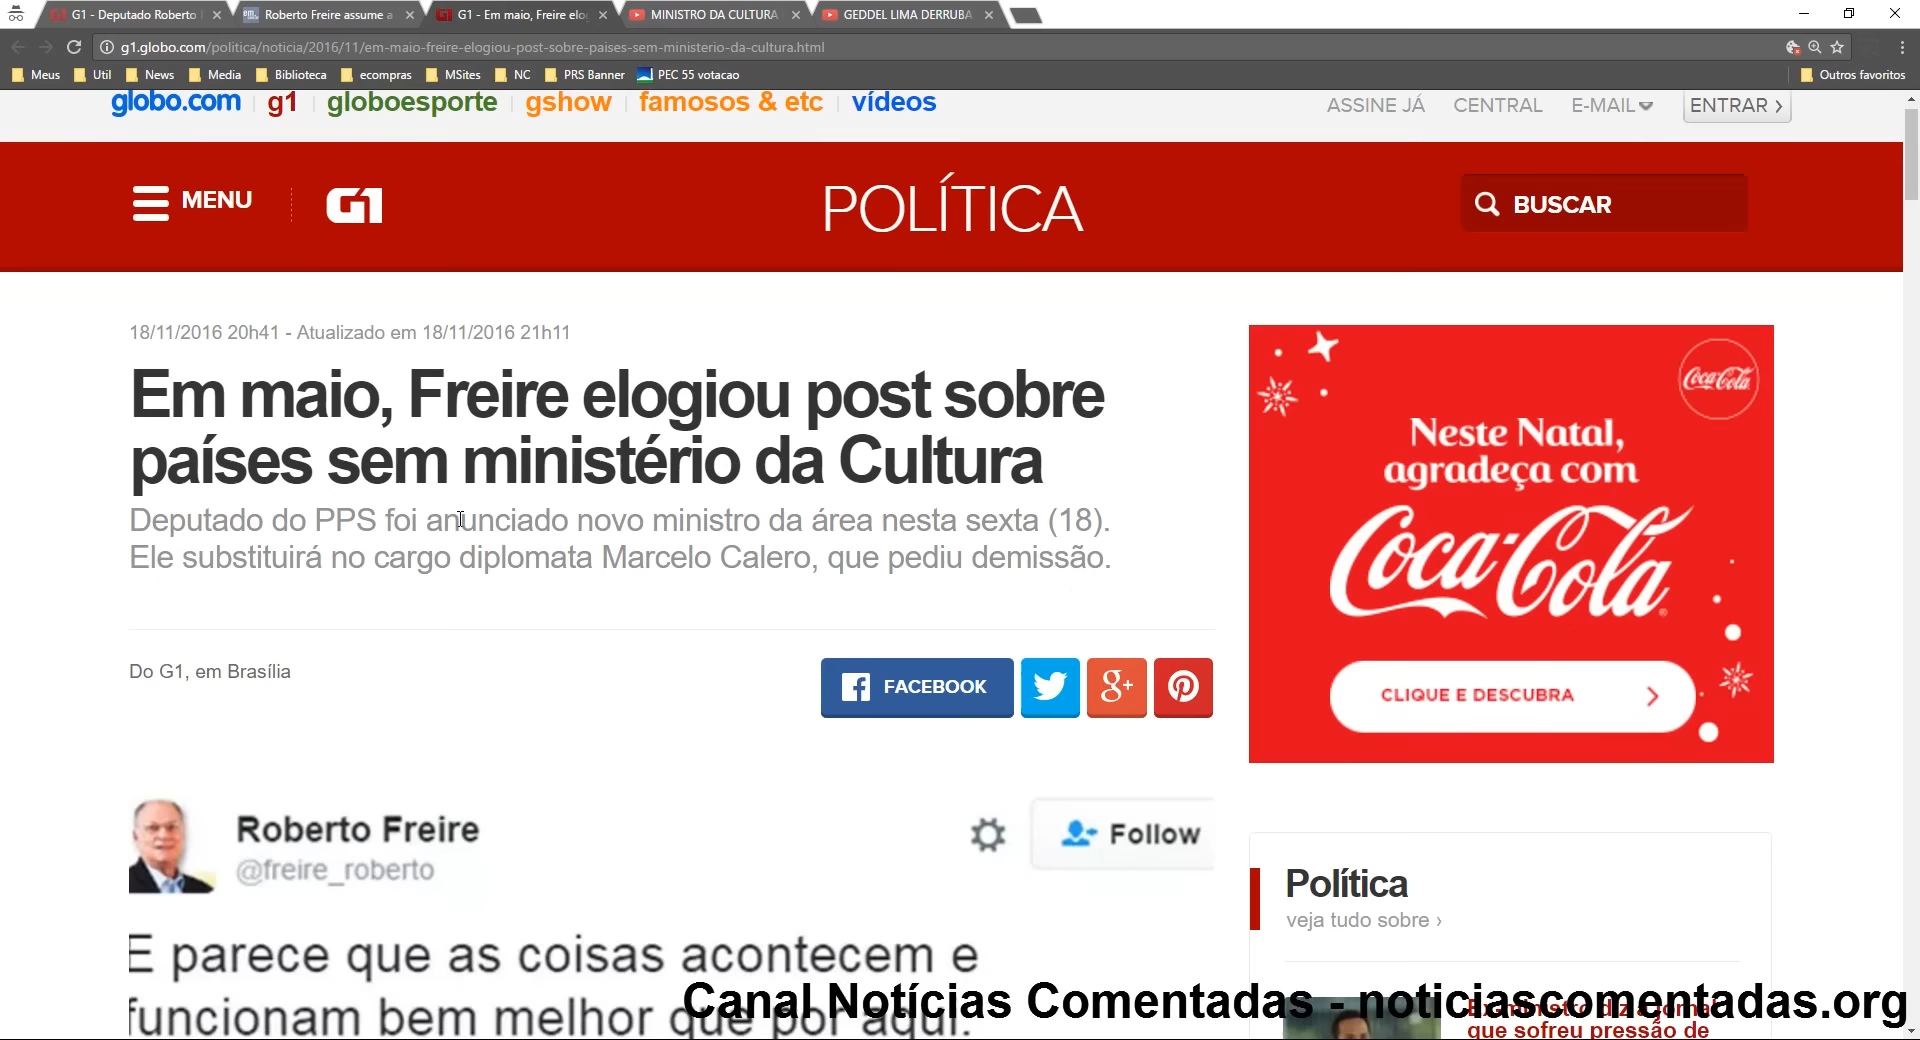 G1 - Deputado Roberto
Roberto Freire assume a
G1 - Em maio, Freire elo
MINISTRO DA CULTURA
GEDDEL LIMA DERRUBA
g1.globo.com/politica/noticia/2016/11/em-maio-freire-elogiou-post-sobre-paises-sem-ministerio-da-cultura.html
Meus Util News Media Biblioteca ecompras MSites NC PRS Banner PEC 55 votacao Outros favoritos
globo.com g1 globoesporte gshow famosos & etc vídeos ASSINE JÁ CENTRAL E-MAIL ENTRAR
MENU G1 POLÍTICA BUSCAR
18/11/2016 20h41 - Atualizado em 18/11/2016 21h11
Em maio, Freire elogiou post sobre
países sem ministério da Cultura
Deputado do PPS foi anunciado novo ministro da área nesta sexta (18).
Ele substituirá no cargo diplomata Marcelo Calero, que pediu demissão.
Do G1, em Brasília
FACEBOOK
g+
Coca-Cola
Neste Natal,
agradeça com
Coca-Cola
CLIQUE E DESCUBRA
Roberto Freire
@freire_roberto
Follow
E parece que as coisas acontecem e
funcionam bem melhor que por aqui.
Política
veja tudo sobre ›
Ex-ministro diz a jornal
que sofreu pressão de
Canal Notícias Comentadas - noticiascomentadas.org